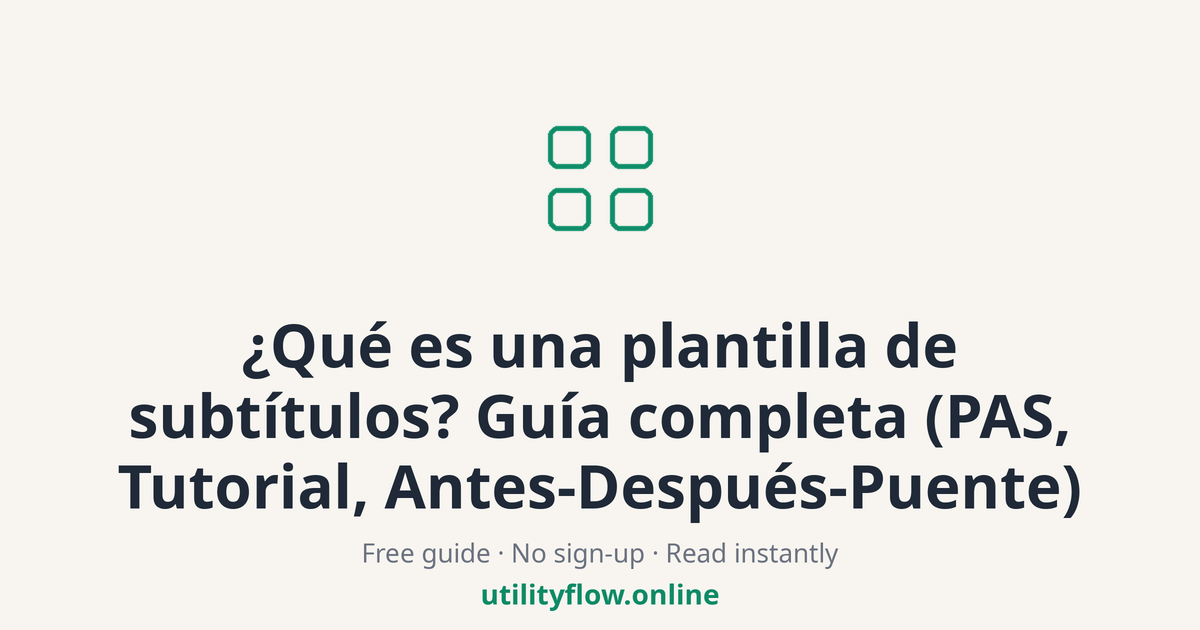 ¿Qué es una plantilla de
subtítulos? Guía completa (PAS,
Tutorial, Antes-Después-Puente)
Free guide · No sign-up · Read instantly
utilityflow.online